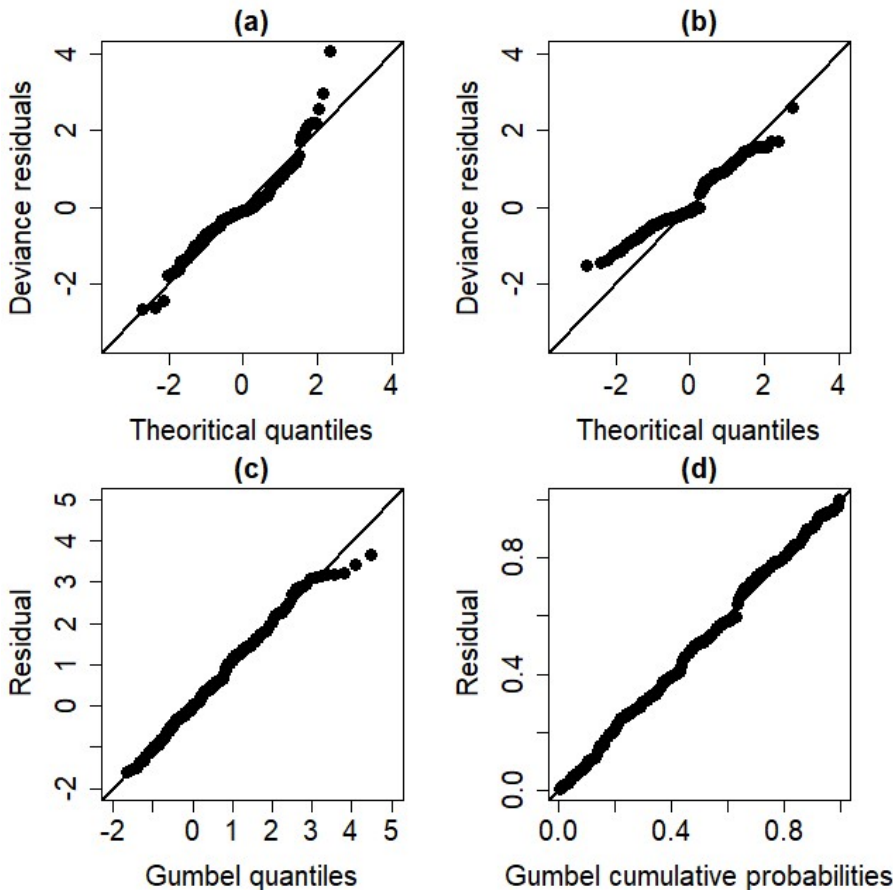 (a)
Deviance residuals
4
2
0
-2
-2 0 2 4
Theoritical quantiles
(b)
Deviance residuals
4
2
0
-2
-2 0 2 4
Theoritical quantiles
(c)
Residual
5
4
3
2
1
0
-2
-2 0 1 2 3 4 5
Gumbel quantiles
(d)
Residual
0.8
0.4
0.0
0.0 0.4 0.8
Gumbel cumulative probabilities